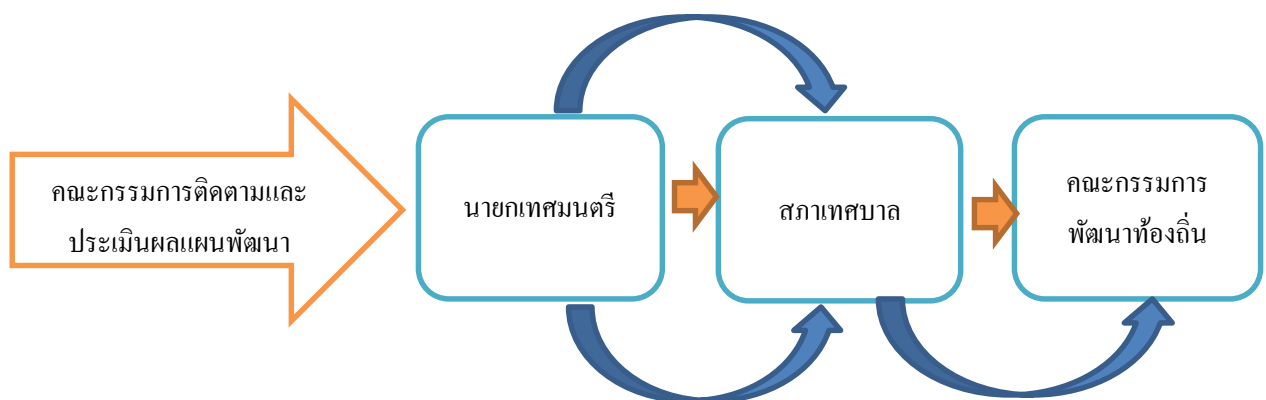 คณะกรรมการติดตามและ
ประเมินผลแผนพัฒนา
นายกเทศมนตรี
สภาเทศบาล
คณะกรรมการ
พัฒนาท้องถิ่น